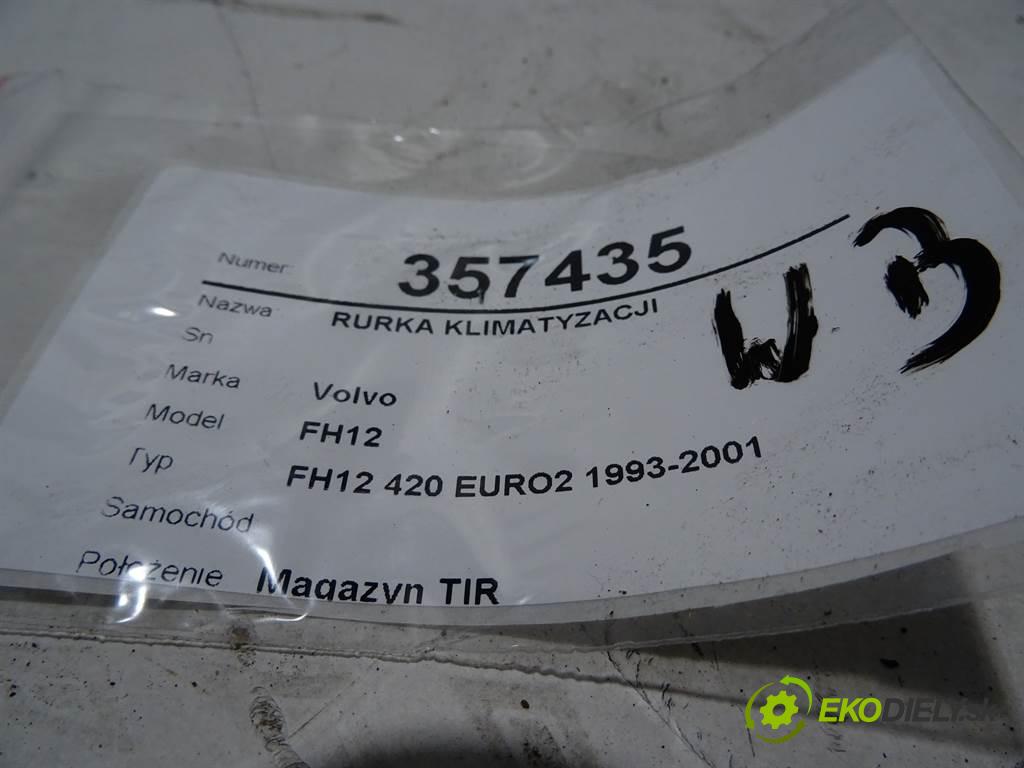 Numer 357435
Nazwa RURKA KLIMATYZACJI
Sn
Marka Volvo
Model FH12
Typ FH12 420 EURO2 1993-2001
Samochód
Położenie Magazyn TIR
W3
EKODIELY.SK